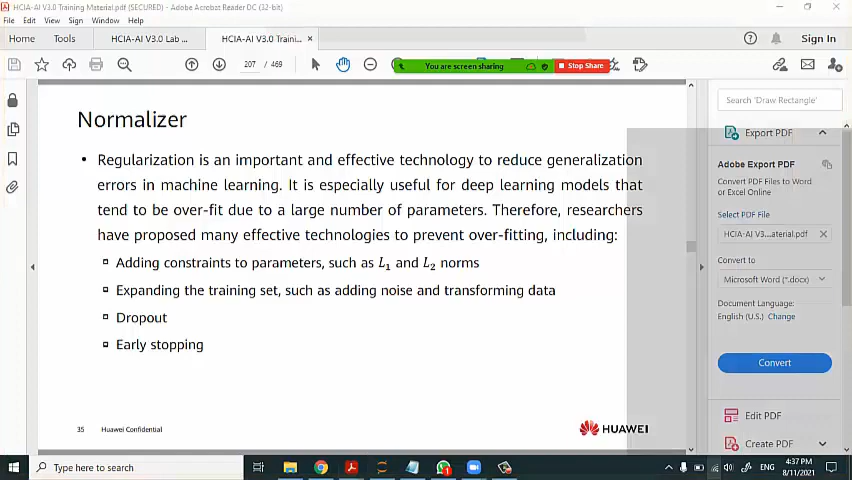 HCIA-AI V3.0 Training Material.pdf (SECURED) - Adobe Acrobat Reader DC (32-bit)
File Edit View Sign Window Help
Home Tools HCIA-AI V3.0 Lab ... HCIA-AI V3.0 Traini... × Sign In
207 / 469 You are screen sharing Stop Share
Normalizer
• Regularization is an important and effective technology to reduce generalization
errors in machine learning. It is especially useful for deep learning models that
tend to be over-fit due to a large number of parameters. Therefore, researchers
have proposed many effective technologies to prevent over-fitting, including:
Adding constraints to parameters, such as L1 and L2 norms
Expanding the training set, such as adding noise and transforming data
Dropout
Early stopping
35 Huawei Confidential
HUAWEI
Search 'Draw Rectangle'
Export PDF
Adobe Export PDF
Convert PDF Files to Word
or Excel Online
Select PDF File
HCIA-AI V3...aterial.pdf
Convert to
Microsoft Word (*.docx)
Document Language:
English (U.S.) Change
Convert
Edit PDF
Create PDF
Type here to search
ENG
4:37 PM
8/11/2021